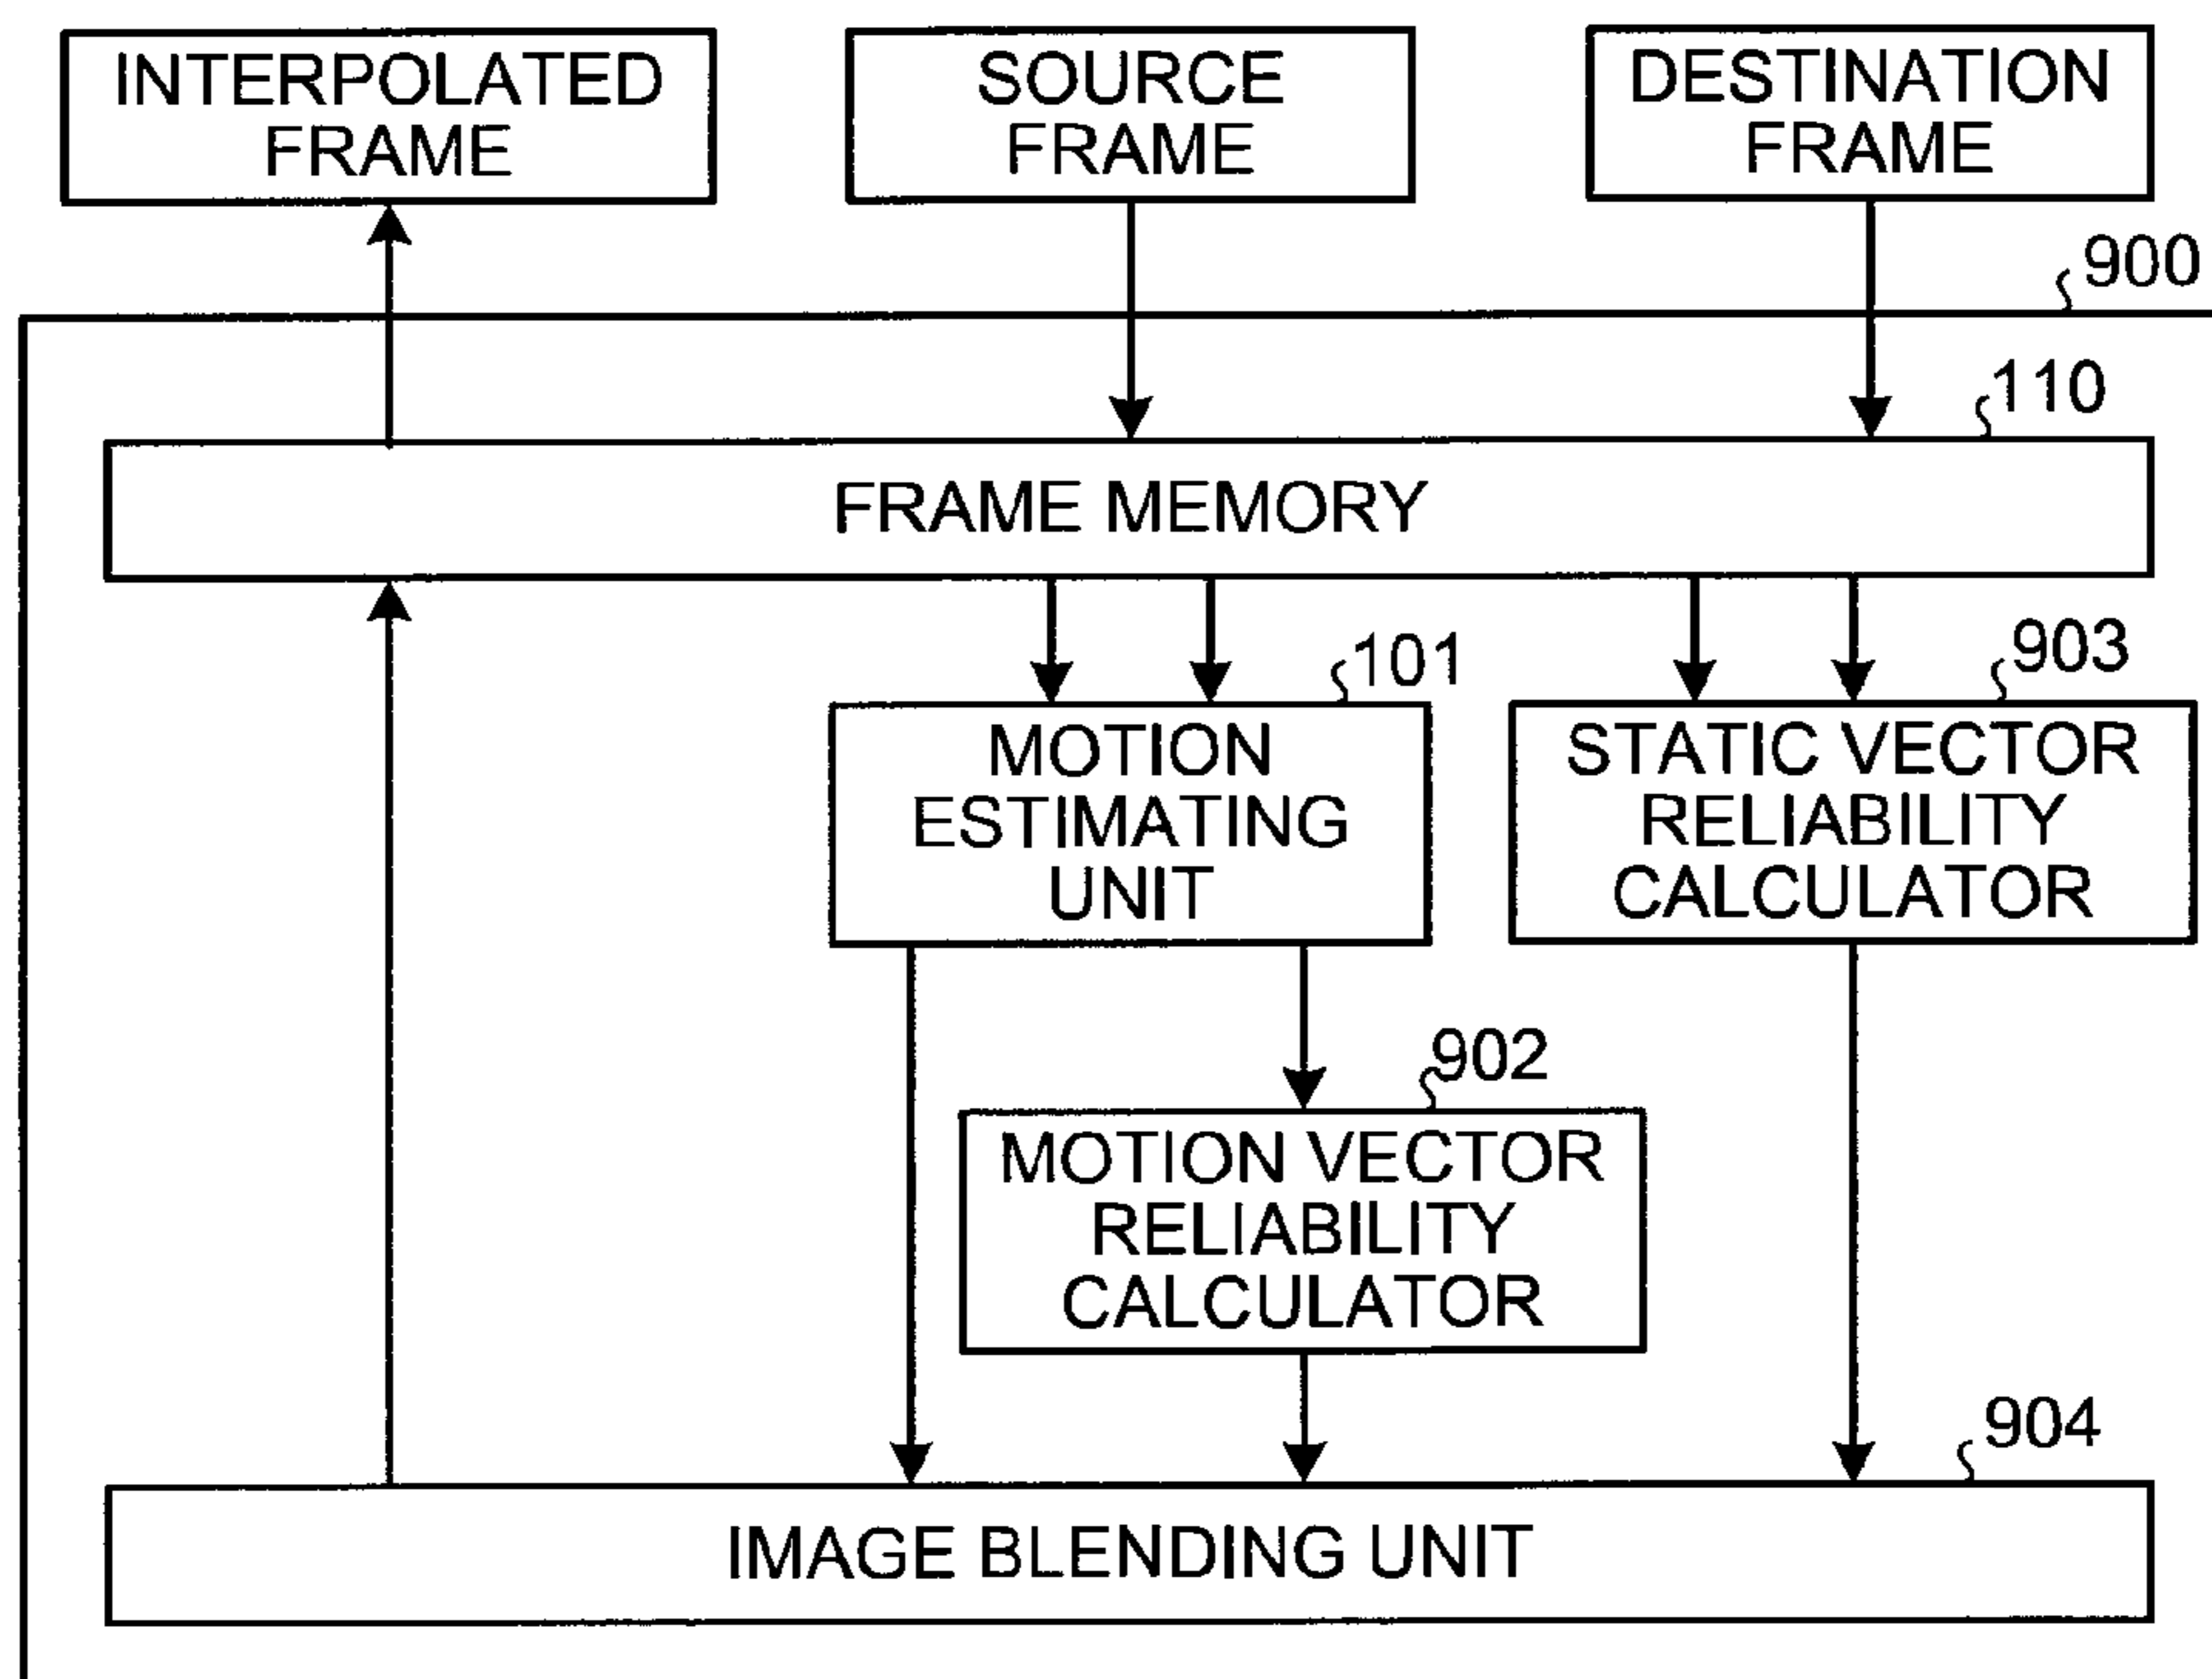 INTERPOLATED
FRAME
SOURCE
FRAME
DESTINATION
FRAME
900
110
FRAME MEMORY
101
903
MOTION
ESTIMATING
UNIT
STATIC VECTOR
RELIABILITY
CALCULATOR
902
MOTION VECTOR
RELIABILITY
CALCULATOR
904
IMAGE BLENDING UNIT